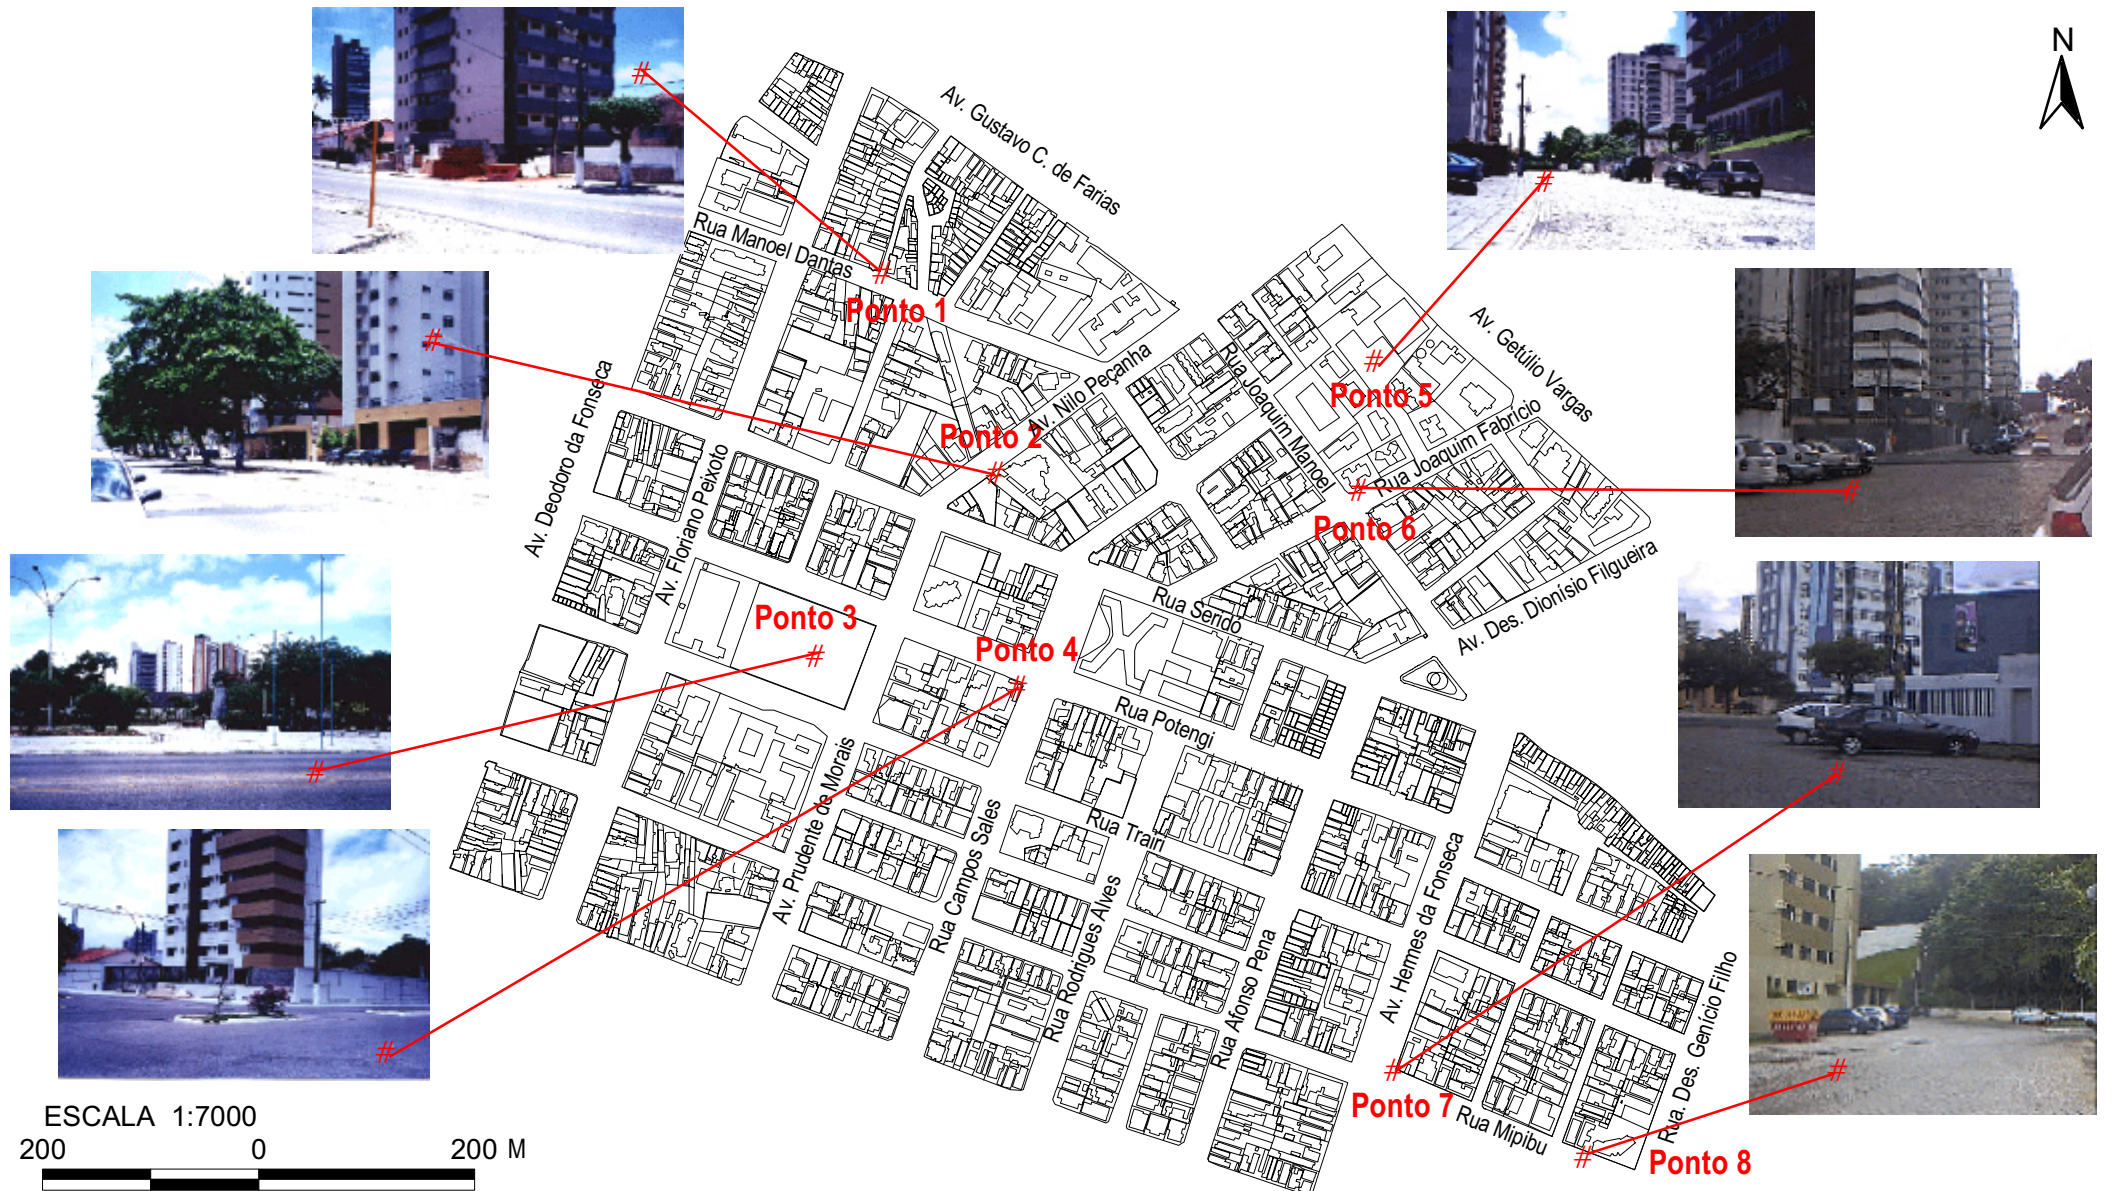 N
Av. Gustavo C. de Farias
Rua Manoel Dantas
Ponto 1
Av. Getúlio Vargas
Av. Nilo Peçanha
Rua Joaquim Manoel
Ponto 5
Av. Deodoro da Fonseca
Rua Joaquim Fabrício
Ponto 2
Av. Floriano Peixoto
Ponto 6
Av. Des. Dionísio Filgueira
Rua Serido
Ponto 3
Ponto 4
Rua Potengi
Av. Prudente de Morais
Rua Trairi
Rua Campos Sales
Rua Rodrigues Alves
Av. Hermes da Fonseca
Rua Afonso Pena
Rua. Des. Genício Filho
Ponto 7
Rua Mipibu
Ponto 8
ESCALA 1:7000
200 0 200 M